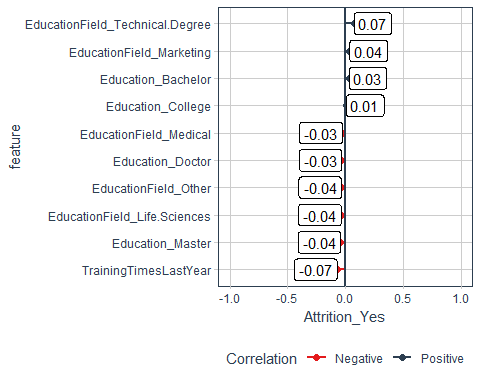 EducationField_Technical.Degree 0.07
EducationField_Marketing 0.04
Education_Bachelor 0.03
Education_College 0.01
EducationField_Medical -0.03
Education_Doctor -0.03
EducationField_Other -0.04
EducationField_Life.Sciences -0.04
Education_Master -0.04
TrainingTimesLastYear -0.07
feature
-1.0 -0.5 0.0 0.5 1.0
Attrition_Yes
Correlation Negative Positive